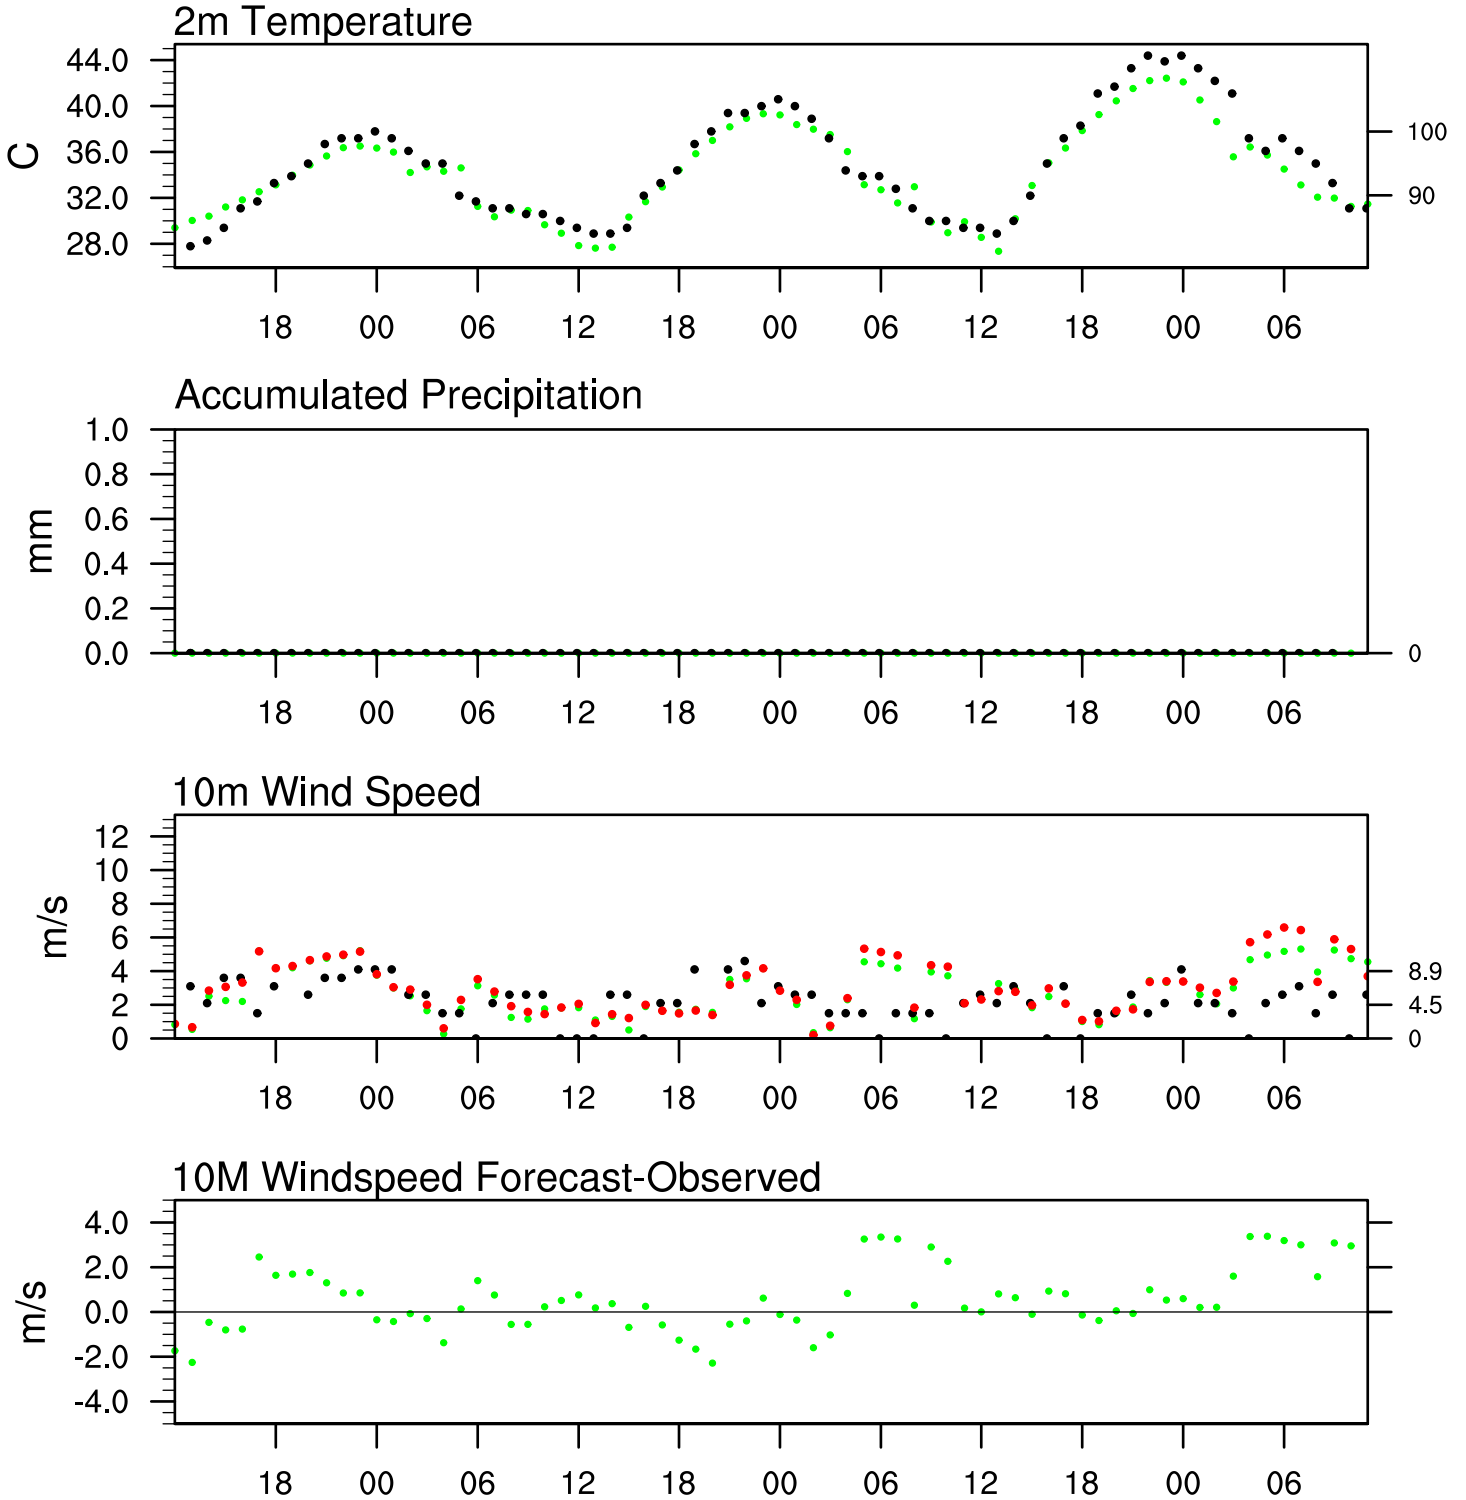 2m Temperature
44.0
40.0
36.0
32.0
28.0
C
100
90
18 00 06 12 18 00 06 12 18 00 06
Accumulated Precipitation
1.0
0.8
0.6
0.4
0.2
0.0
mm
0
18 00 06 12 18 00 06 12 18 00 06
10m Wind Speed
12
10
8
6
4
2
0
m/s
8.9
4.5
0
18 00 06 12 18 00 06 12 18 00 06
10M Windspeed Forecast-Observed
4.0
2.0
0.0
-2.0
-4.0
m/s
18 00 06 12 18 00 06 12 18 00 06